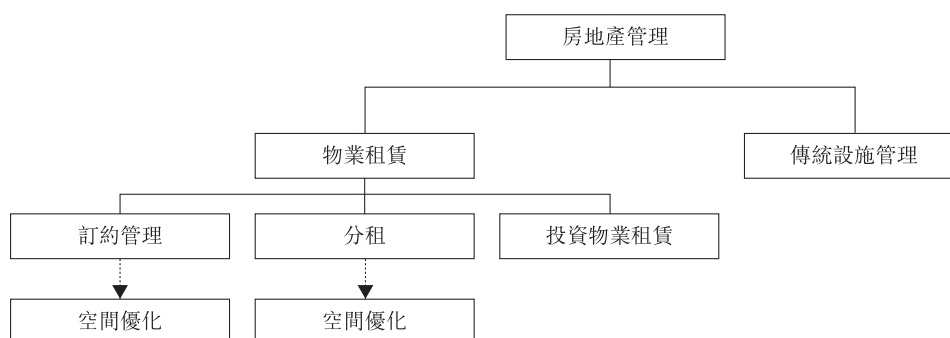 房地產管理
物業租賃
傳統設施管理
訂約管理
分租
投資物業租賃
空間優化
空間優化